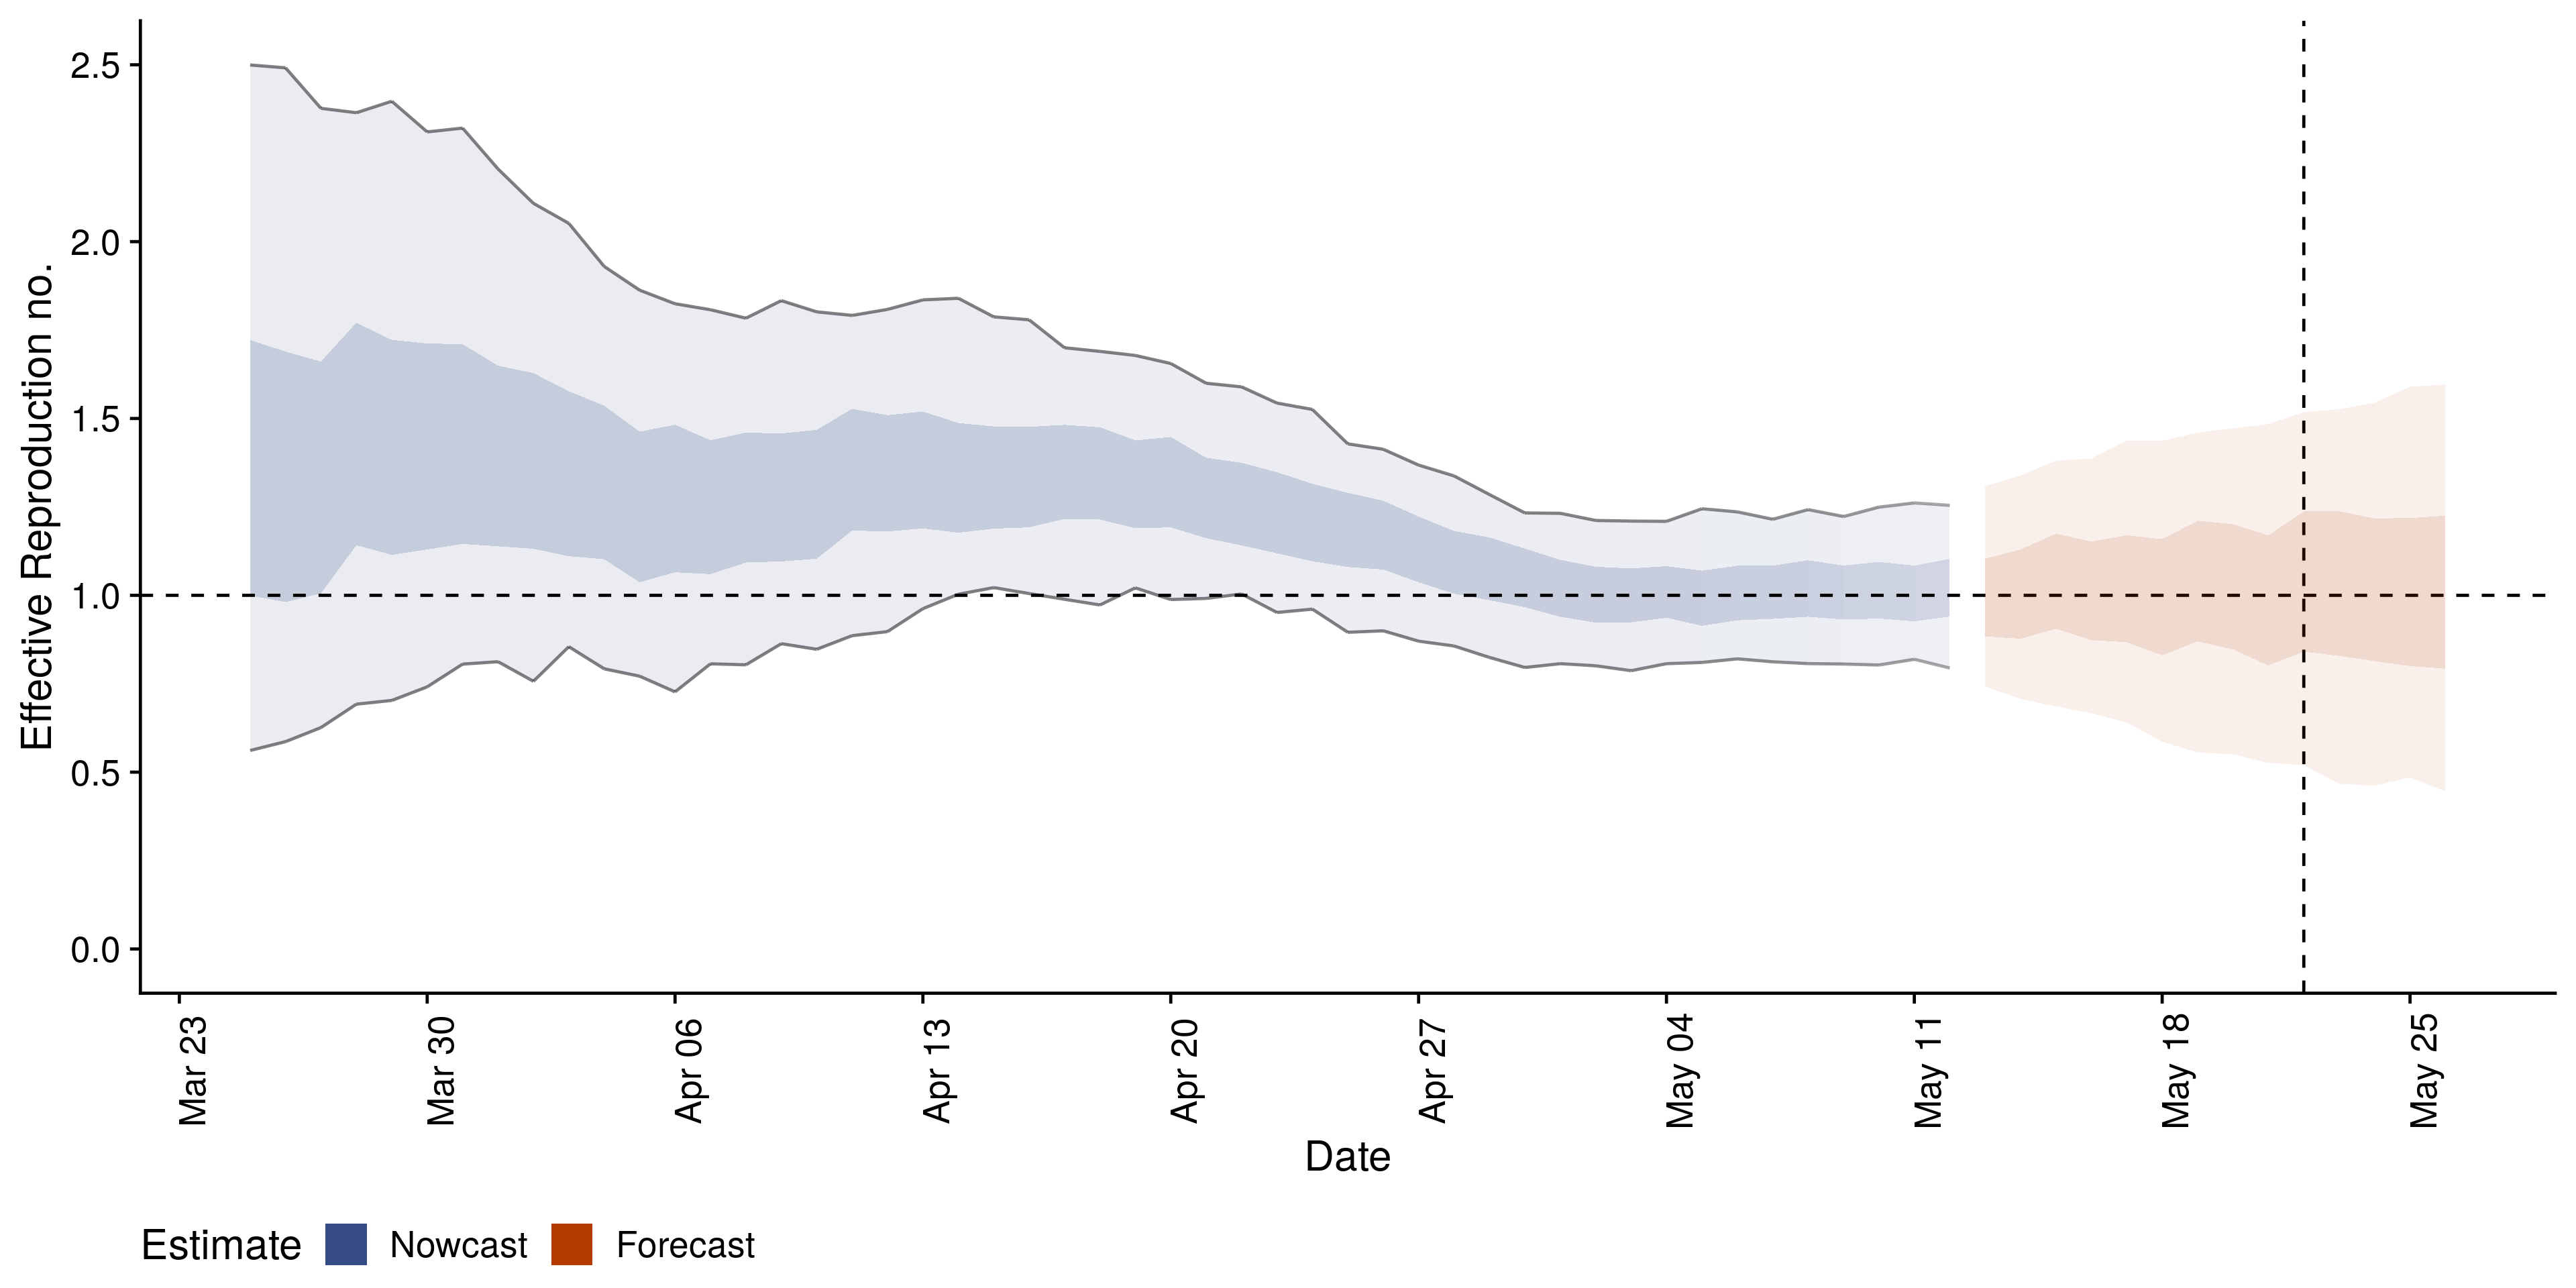 Effective Reproduction no.
2.5
2.0
1.5
1.0
0.5
0.0
Mar 23
Mar 30
Apr 06
Apr 13
Apr 20
Apr 27
May 04
May 11
May 18
May 25
Date
Estimate Nowcast Forecast